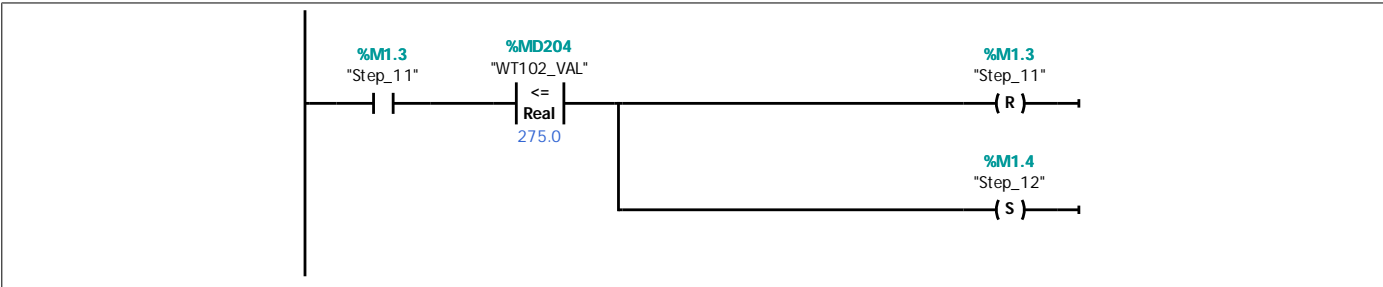 %M1.3
"Step_11"
%MD204
"WT102_VAL"
<=
Real
275.0
%M1.3
"Step_11"
R
%M1.4
"Step_12"
S